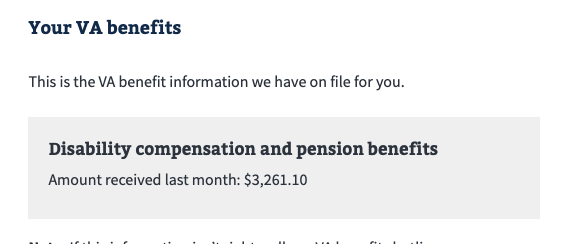 Your VA benefits
This is the VA benefit information we have on file for you.
Disability compensation and pension benefits
Amount received last month: $3,261.10